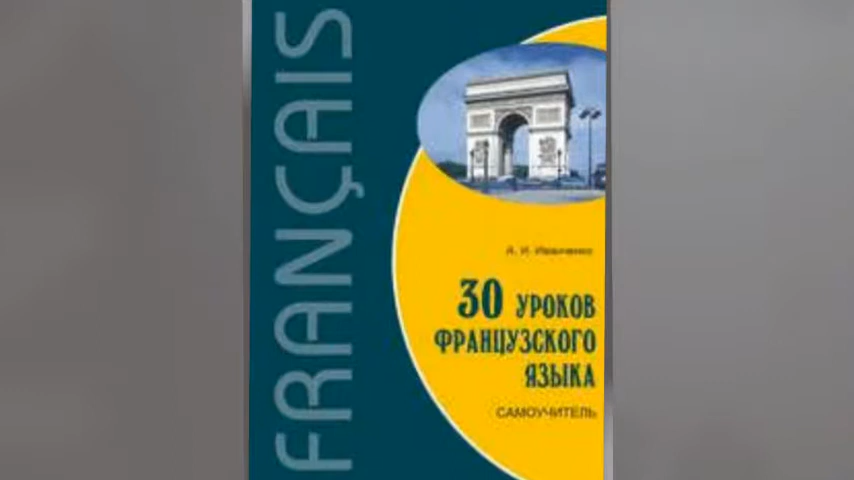 FRANÇAIS
А. И. Иванченко
30 УРОКОВ
ФРАНЦУЗСКОГО
ЯЗЫКА
САМОУЧИТЕЛЬ